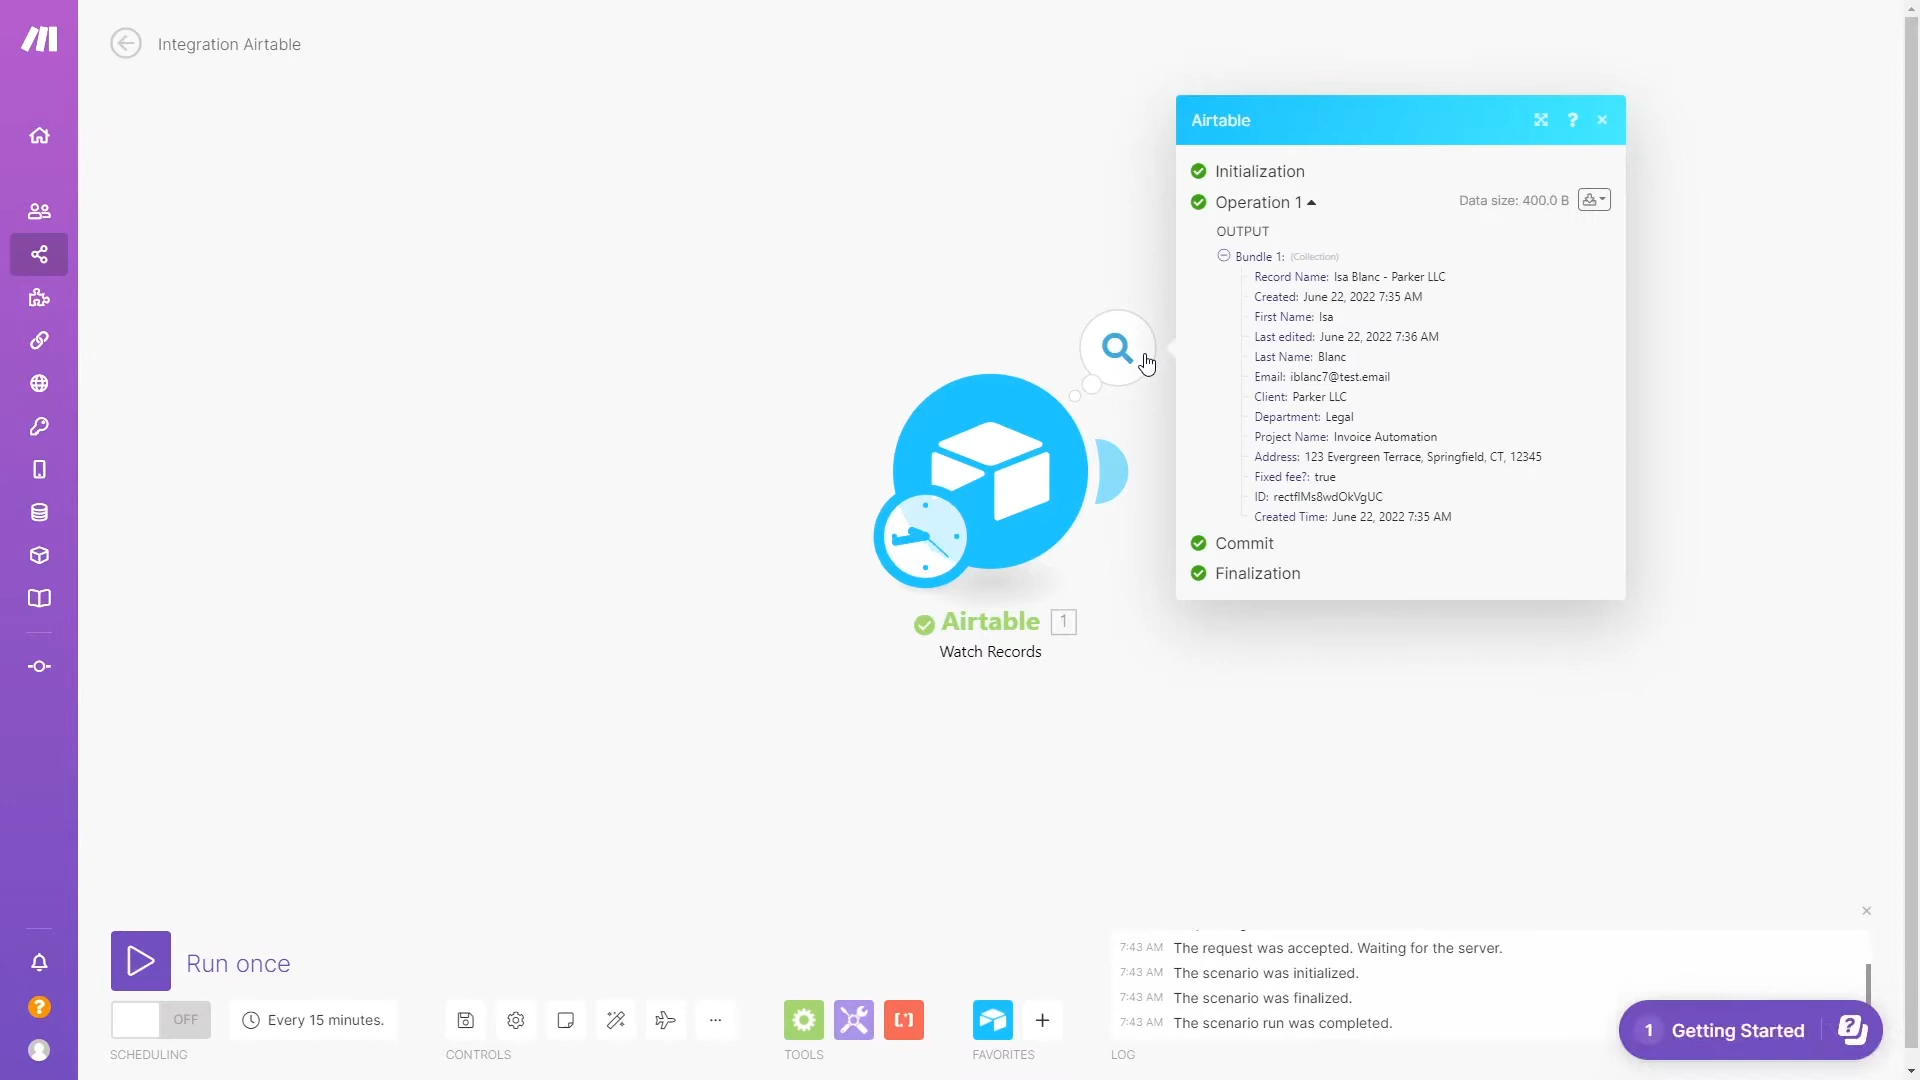 Integration Airtable
Airtable
Initialization
Operation 1
Data size: 400.0 B
OUTPUT
Bundle 1: (Collection)
Record Name: Isa Blanc - Parker LLC
Created: June 22, 2022 7:35 AM
First Name: Isa
Last edited: June 22, 2022 7:36 AM
Last Name: Blanc
Email: iblanc7@test.email
Client: Parker LLC
Department: Legal
Project Name: Invoice Automation
Address: 123 Evergreen Terrace, Springfield, CT, 12345
Fixed fee?: true
ID: rectflMs8wdOkVgUC
Created Time: June 22, 2022 7:35 AM
Commit
Finalization
Airtable 1
Watch Records
Run once
OFF
Every 15 minutes.
SCHEDULING
CONTROLS
TOOLS
FAVORITES
7:43 AM The request was accepted. Waiting for the server.
7:43 AM The scenario was initialized.
7:43 AM The scenario was finalized.
7:43 AM The scenario run was completed.
LOG
1 Getting Started